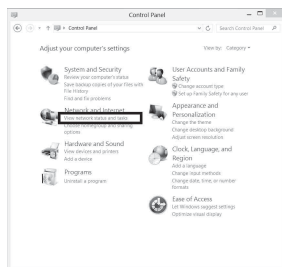 Control Panel
Control Panel
Search Control Panel
Adjust your computer's settings
View by: Category
System and Security
Review your computer's status
Save backup copies of your files with
File History
Find and fix problems
Network and Internet
View network status and tasks
Choose homegroup and sharing
options
Hardware and Sound
View devices and printers
Add a device
Programs
Uninstall a program
User Accounts and Family
Safety
Change account type
Set up Family Safety for any user
Appearance and
Personalization
Change the theme
Change desktop background
Adjust screen resolution
Clock, Language, and
Region
Add a language
Change input methods
Change date, time, or number
formats
Ease of Access
Let Windows suggest settings
Optimize visual display